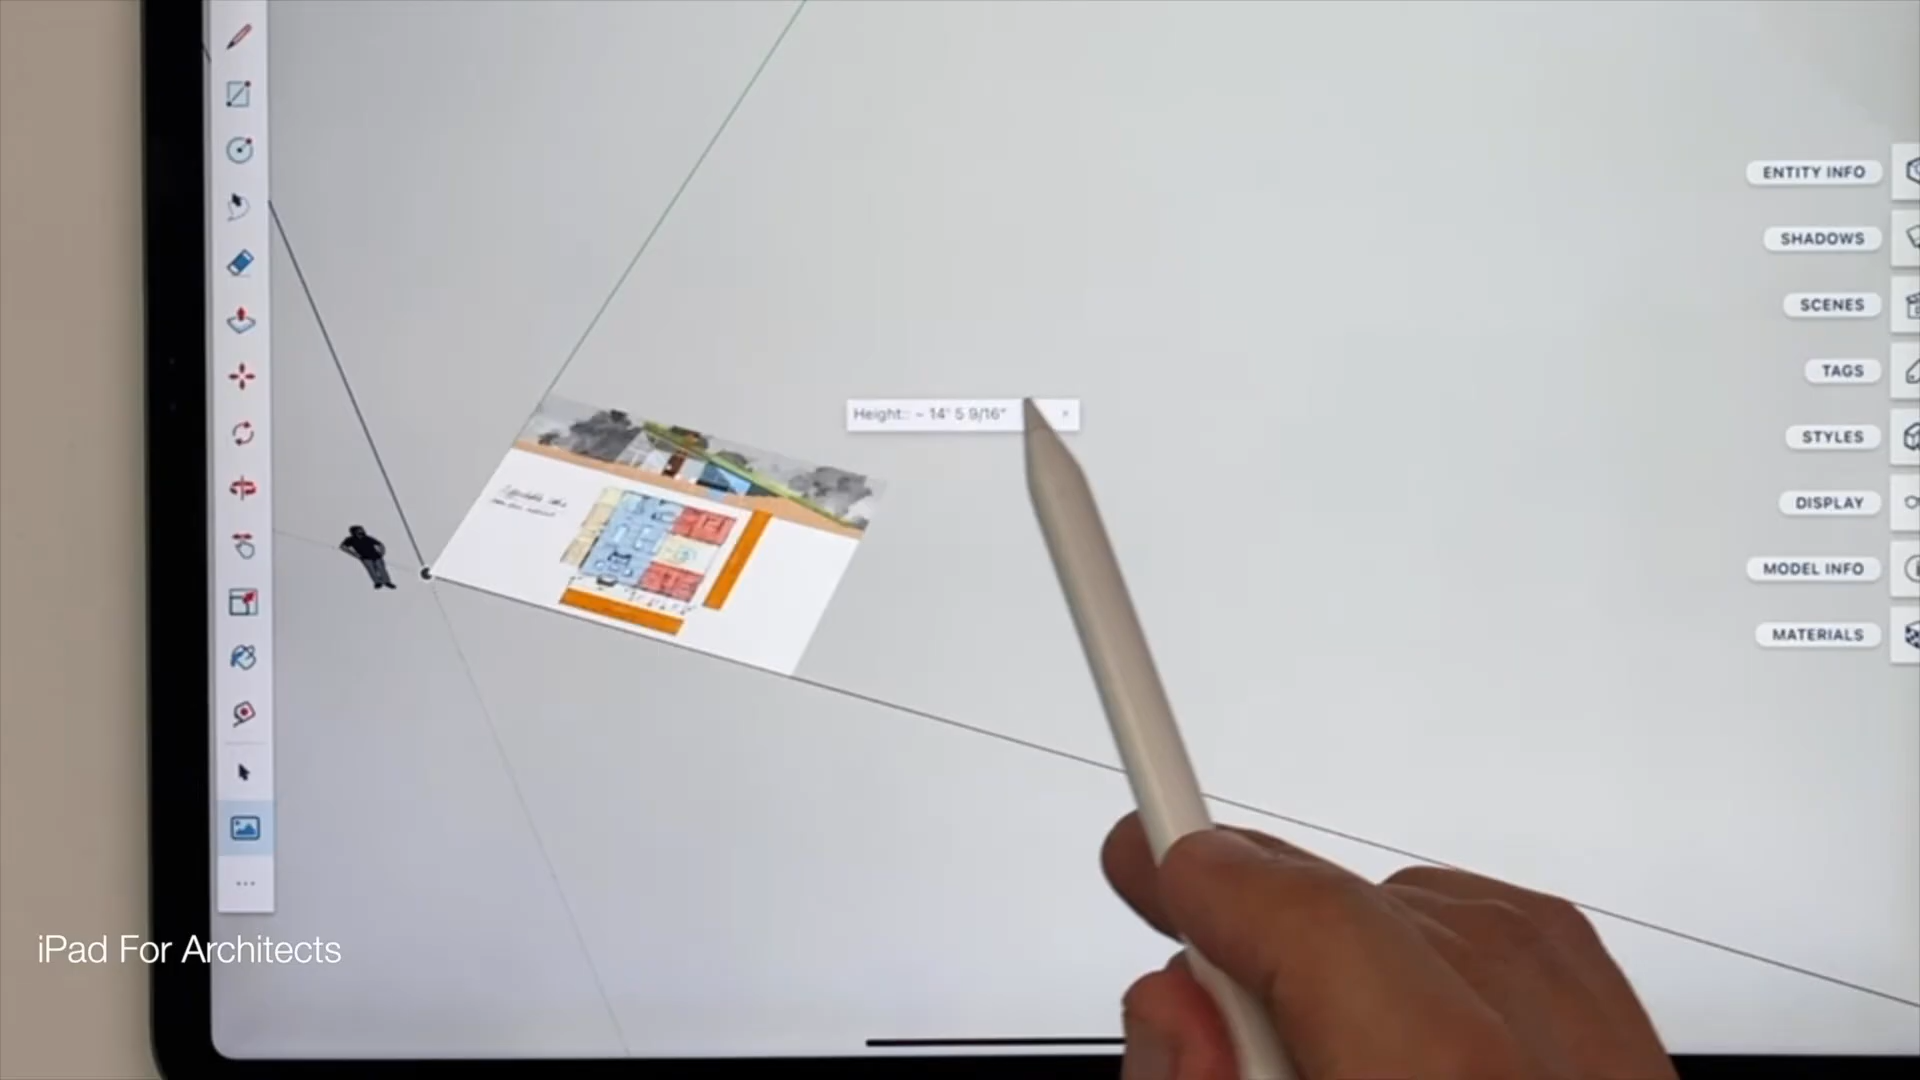 ENTITY INFO
SHADOWS
Height:: ~ 14' 5 9/16"
SCENES
TAGS
STYLES
DISPLAY
MODEL INFO
MATERIALS
iPad For Architects